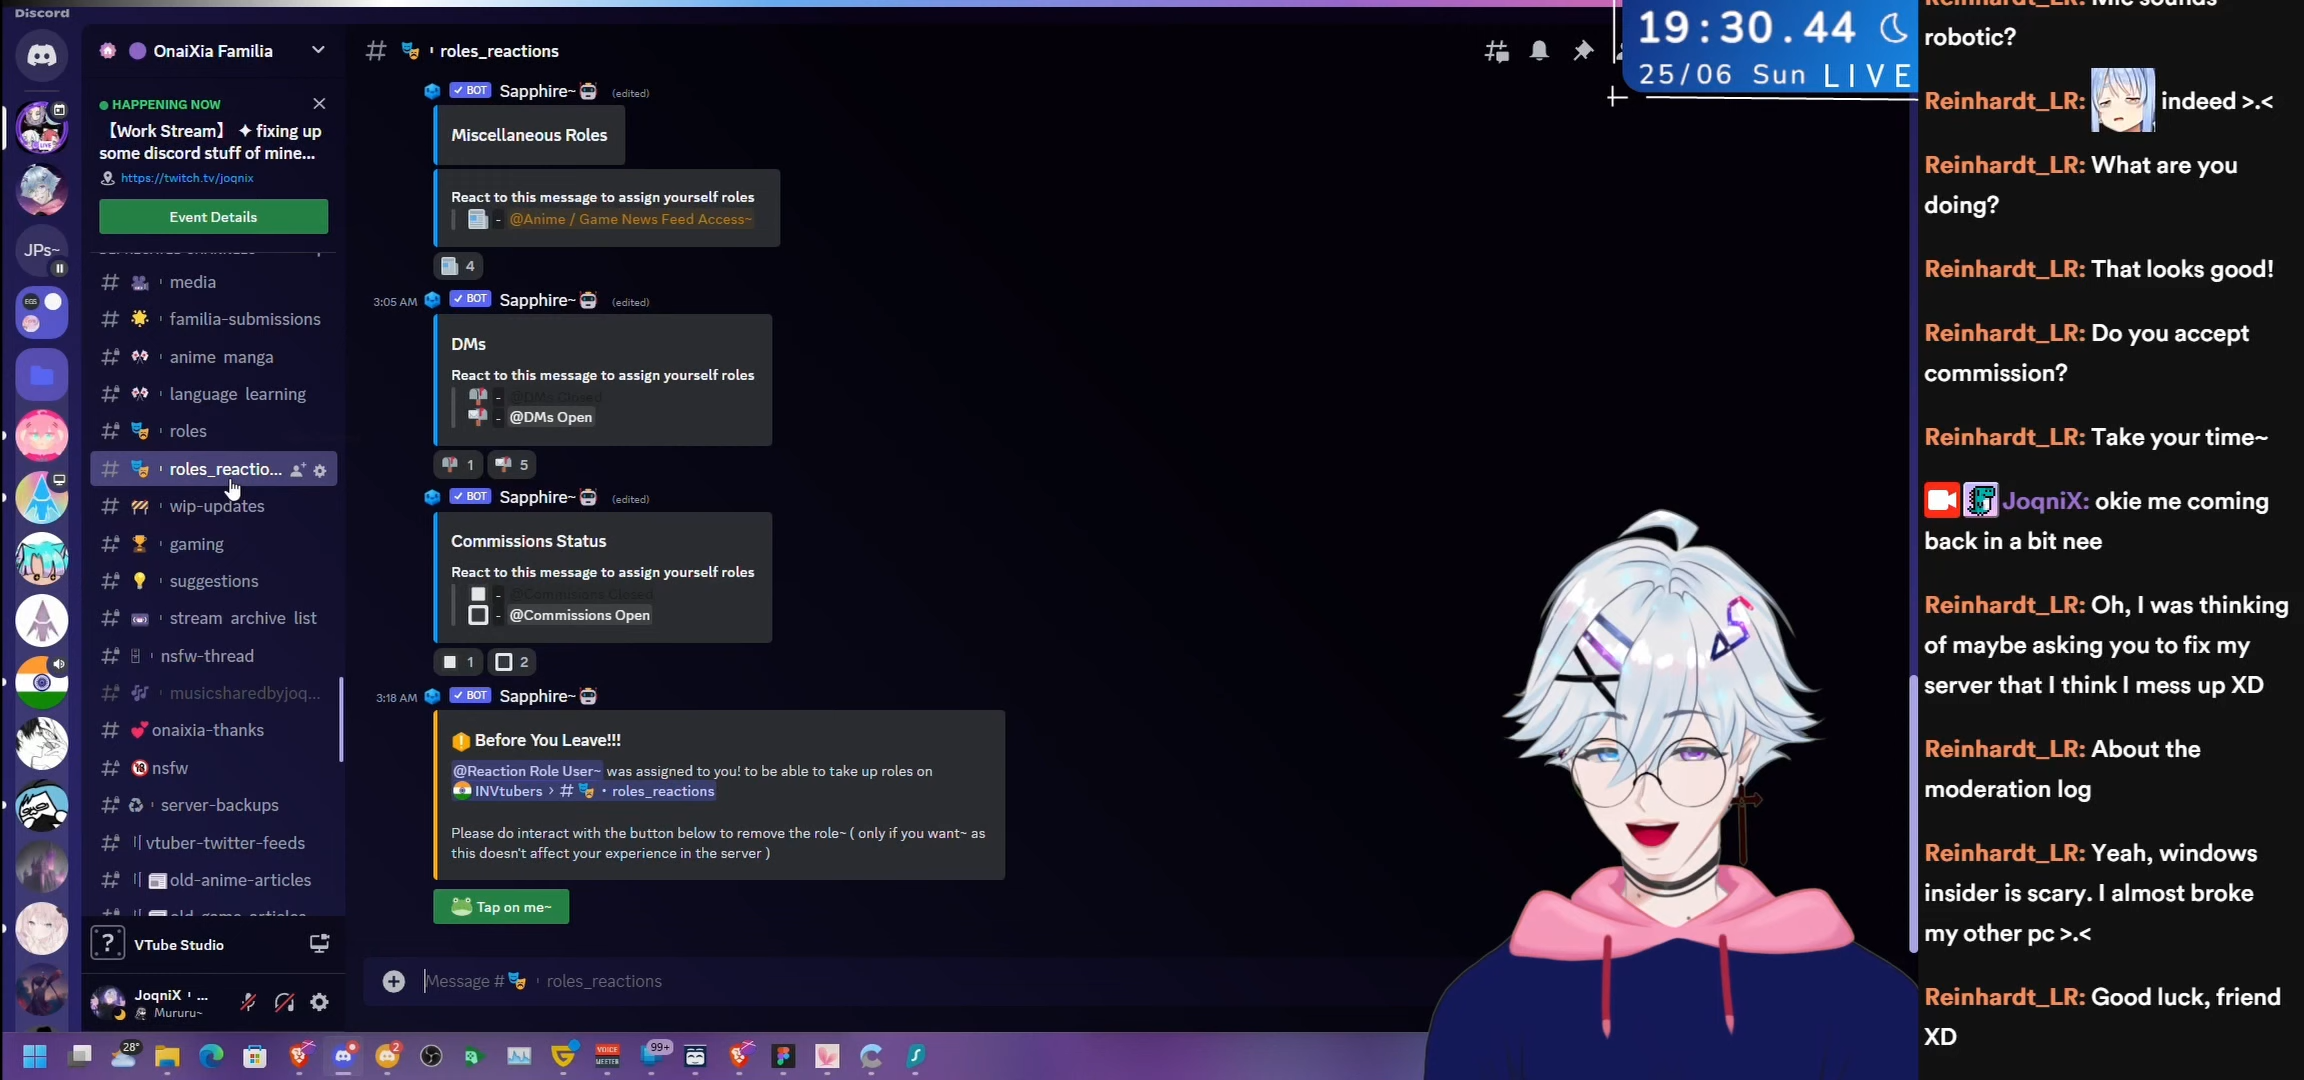 Discord
OnaiXia Familia
HAPPENING NOW
【Work Stream】 ✦ fixing up
some discord stuff of mine...
https://twitch.tv/joqnix
Event Details
LIVE
JPs~
EGS
# media
# familia-submissions
# anime manga
# language learning
# roles
# roles_reactio...
# wip-updates
# gaming
# suggestions
# stream archive list
# nsfw-thread
# musicsharedbyjoq...
# 💕onaixia-thanks
# 🔞nsfw
# server-backups
# vtuber-twitter-feeds
# old-anime-articles
?
VTube Studio
JoqniX ...
Mururu~
# roles_reactions
BOT Sapphire~ (edited)
Miscellaneous Roles
React to this message to assign yourself roles
- @Anime / Game News Feed Access~
4
3:05 AM BOT Sapphire~ (edited)
DMs
React to this message to assign yourself roles
- @DMs Closed
- @DMs Open
1 5
BOT Sapphire~ (edited)
Commissions Status
React to this message to assign yourself roles
- @Commisions Closed
- @Commissions Open
1 2
3:18 AM BOT Sapphire~
Before You Leave!!!
@Reaction Role User~ was assigned to you! to be able to take up roles on
INVtubers > # 🎭 • roles_reactions
Please do interact with the button below to remove the role~ ( only if you want~ as
this doesn't affect your experience in the server )
Tap on me~
Message # roles_reactions
19:30.44
25/06 Sun LIVE
robotic?
Reinhardt_LR: indeed >.<
Reinhardt_LR: What are you
doing?
Reinhardt_LR: That looks good!
Reinhardt_LR: Do you accept
commission?
Reinhardt_LR: Take your time~
JoqniX: okie me coming
back in a bit nee
Reinhardt_LR: Oh, I was thinking
of maybe asking you to fix my
server that I think I mess up XD
Reinhardt_LR: About the
moderation log
Reinhardt_LR: Yeah, windows
insider is scary. I almost broke
my other pc >.<
Reinhardt_LR: Good luck, friend
XD
28°
2
VOICE
MEETER
99+